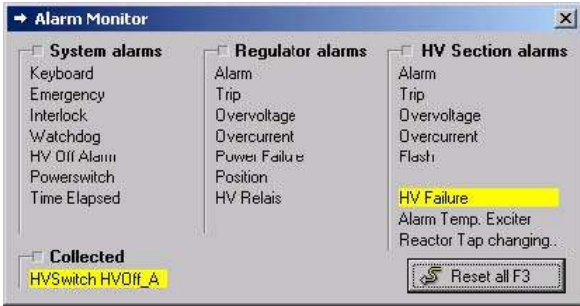 Alarm Monitor
System alarms
Keyboard
Emergency
Interlock
Watchdog
HV Off Alarm
Powerswitch
Time Elapsed
Regulator alarms
Alarm
Trip
Overvoltage
Overcurrent
Power Failure
Position
HV Relais
HV Section alarms
Alarm
Trip
Overvoltage
Overcurrent
Flash
HV Failure
Alarm Temp. Exciter
Reactor Tap changing..
Collected
HVSwitch HVOff_A
Reset all F3